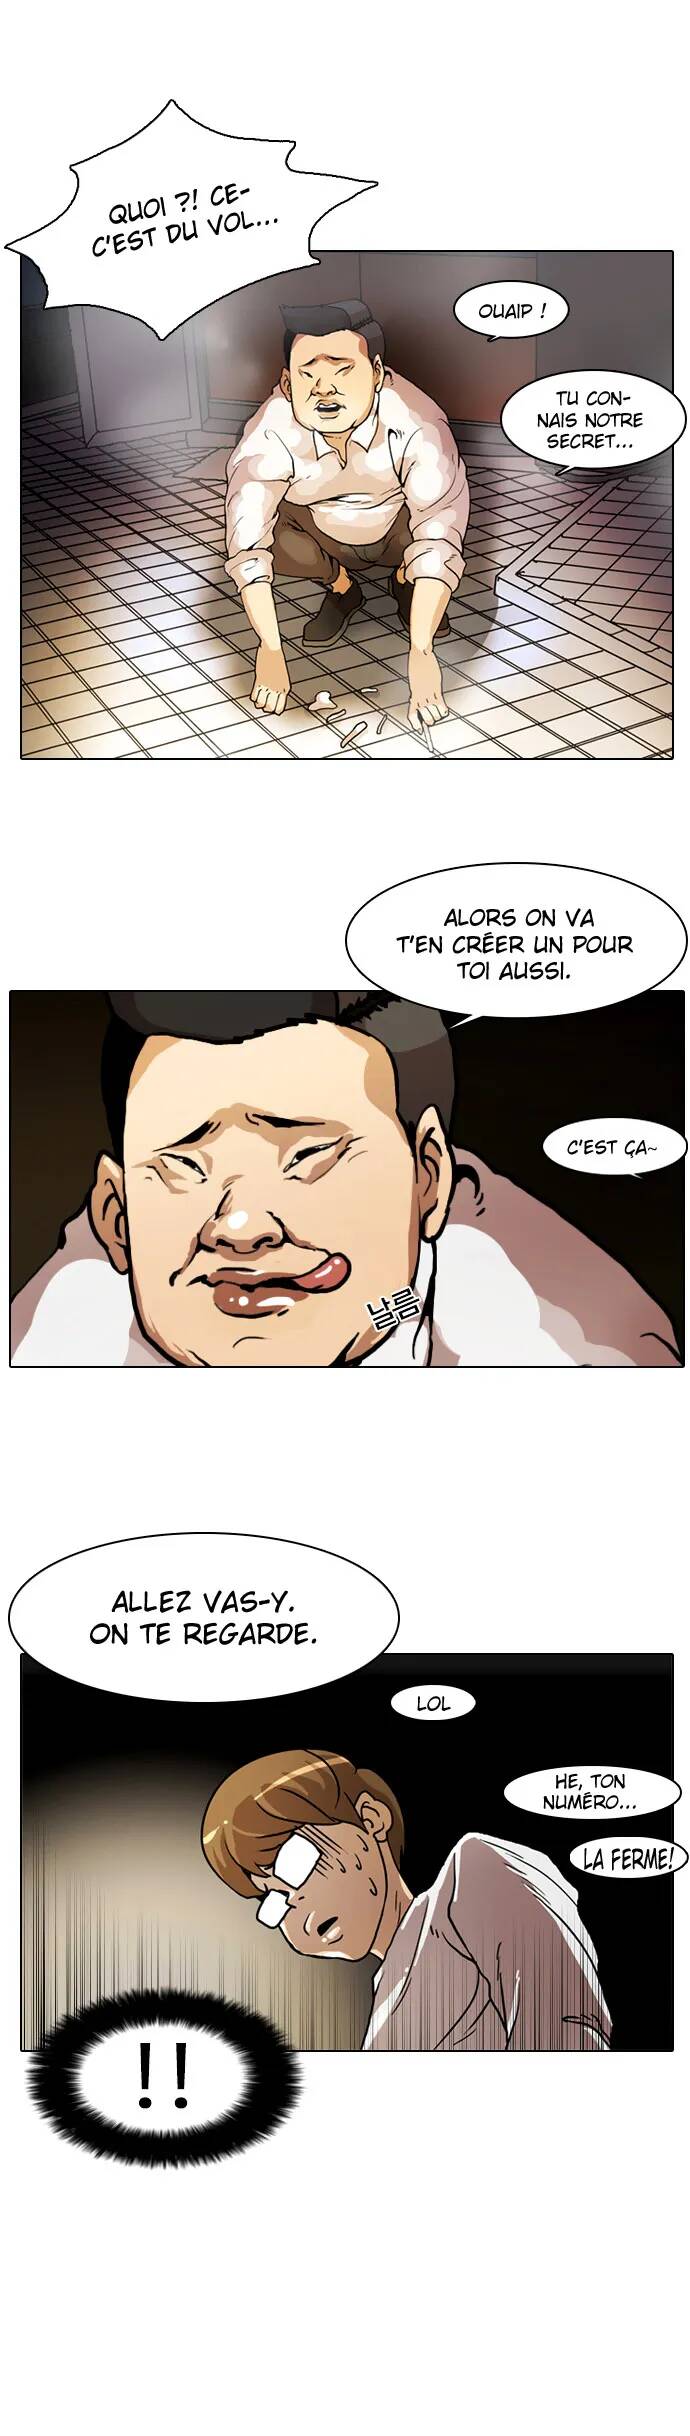 QUOI ?! CE-
C'EST DU VOL...
OUAIP !
TU CON-
NAIS NOTRE
SECRET...
ALORS ON VA
T'EN CRÉER UN POUR
TOI AUSSI.
C'EST ÇA~
날름
ALLEZ VAS-Y.
ON TE REGARDE.
LOL
HE, TON
NUMÉRO...
LA FERME!
!!